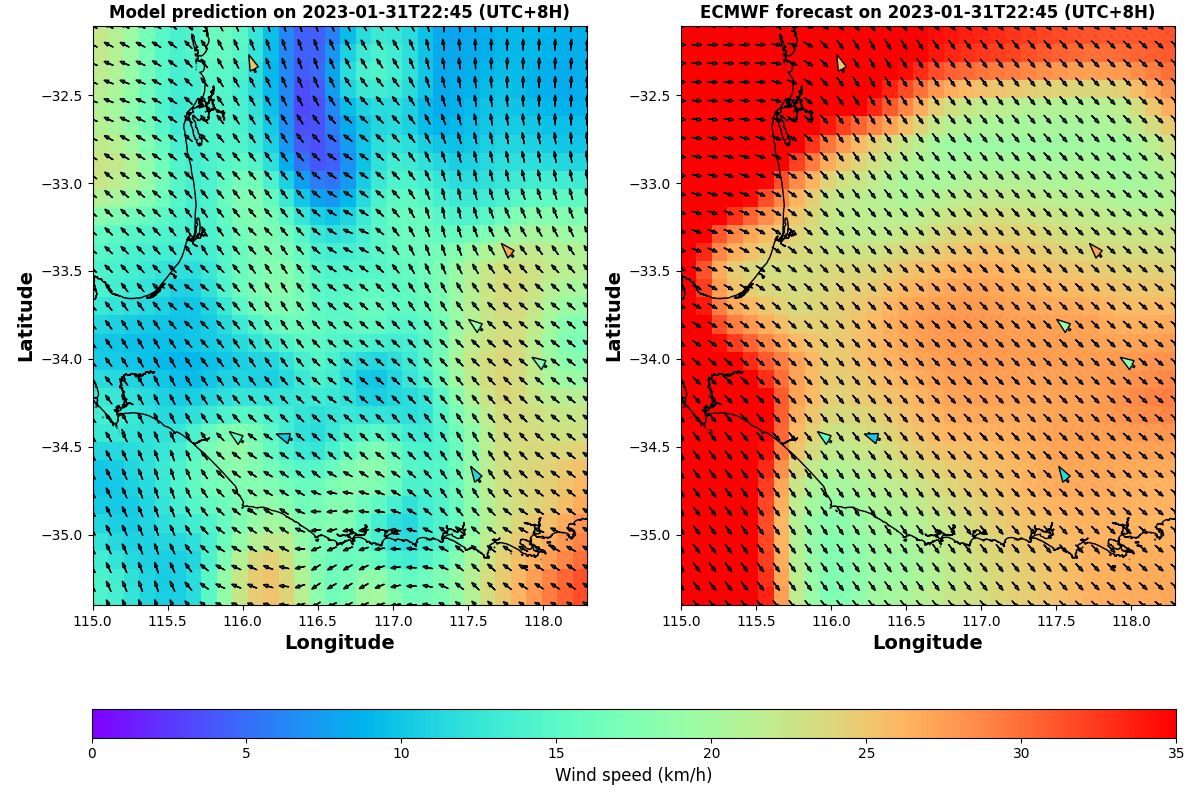 Model prediction on 2023-01-31T22:45 (UTC+8H)
ECMWF forecast on 2023-01-31T22:45 (UTC+8H)
Latitude
−32.5
−33.0
−33.5
−34.0
−34.5
−35.0
115.0 115.5 116.0 116.5 117.0 117.5 118.0
Longitude
Latitude
−32.5
−33.0
−33.5
−34.0
−34.5
−35.0
115.0 115.5 116.0 116.5 117.0 117.5 118.0
Longitude
0 5 10 15 20 25 30 35
Wind speed (km/h)